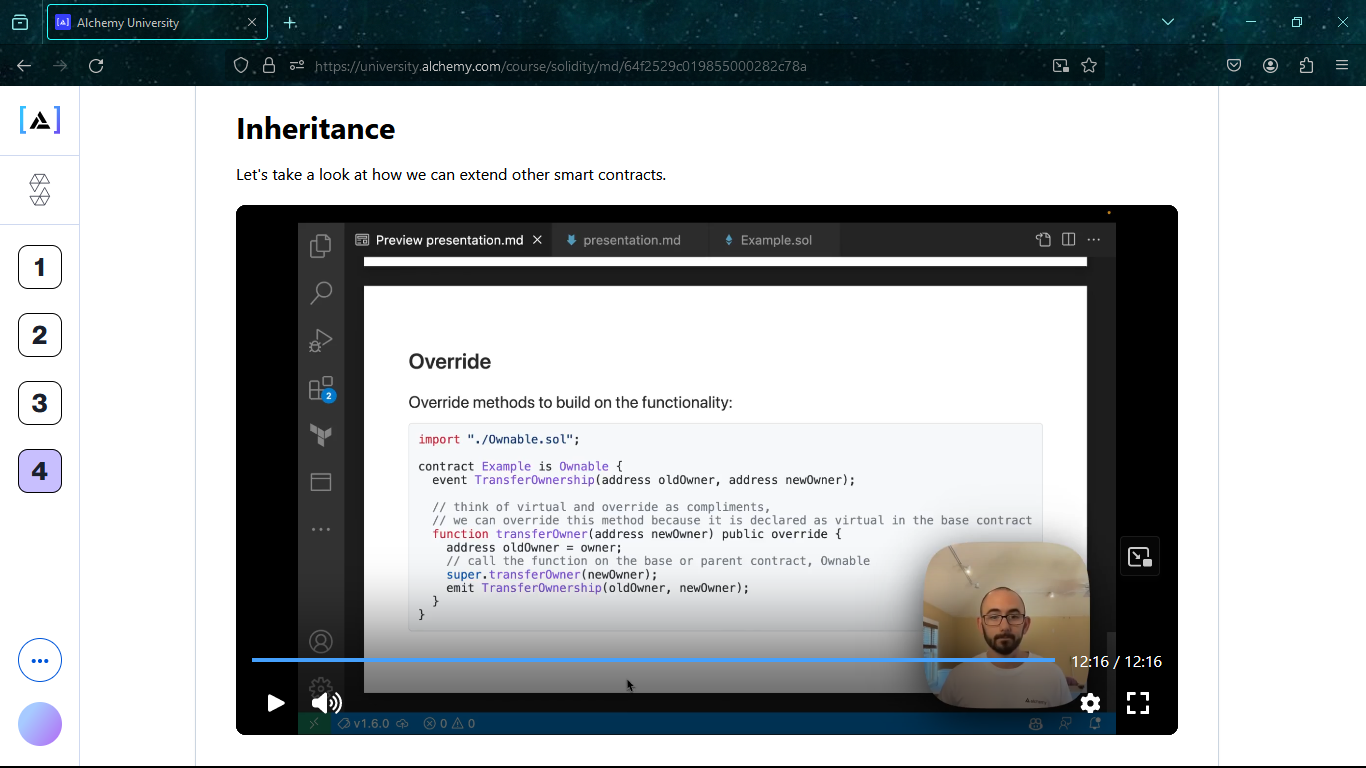 Alchemy University
https://university.alchemy.com/course/solidity/md/64f2529c019855000282c78a
Inheritance
Let's take a look at how we can extend other smart contracts.
1
2
3
4
Preview presentation.md
presentation.md
Example.sol
2
Override
Override methods to build on the functionality:
import "./Ownable.sol";
contract Example is Ownable {
event TransferOwnership(address oldOwner, address newOwner);
// think of virtual and override as compliments,
// we can override this method because it is declared as virtual in the base contract
function transferOwner(address newOwner) public override {
address oldOwner = owner;
// call the function on the base or parent contract, Ownable
super.transferOwner(newOwner);
emit TransferOwnership(oldOwner, newOwner);
}
}
12:16 / 12:16
v1.6.0
0
0